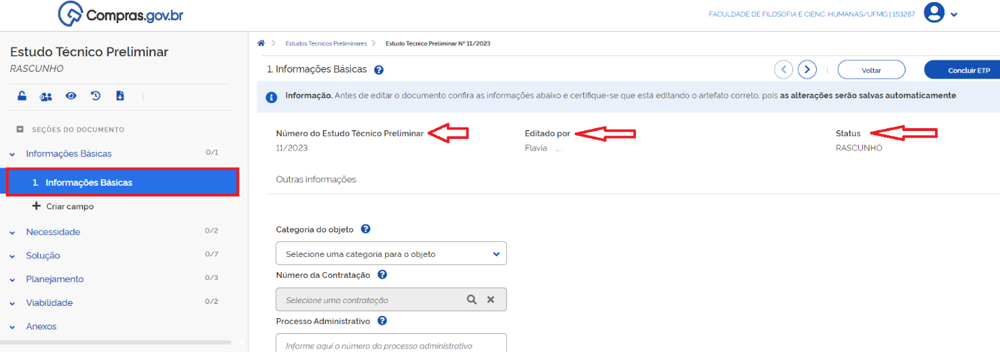 Compras.gov.br
FACULDADE DE FILOSOFIA E CIENC. HUMANAS/UFMG | 153287
Estudo Técnico Preliminar
RASCUNHO
SEÇÕES DO DOCUMENTO
Informações Básicas 0/1
1. Informações Básicas
Criar campo
Necessidade 0/2
Solução 0/7
Planejamento 0/3
Viabilidade 0/2
Anexos
Estudos Técnicos Preliminares Estudo Técnico Preliminar Nº 11/2023
1. Informações Básicas
Voltar
Concluir ETP
Informação. Antes de editar o documento confira as informações abaixo e certifique-se que está editando o artefato correto, pois as alterações serão salvas automaticamente
Número do Estudo Técnico Preliminar Editado por Status
11/2023 Flavia RASCUNHO
Outras informações
Categoria do objeto
Selecione uma categoria para o objeto
Número da Contratação
Selecione uma contratação
Processo Administrativo
Informe aqui o número do processo administrativo